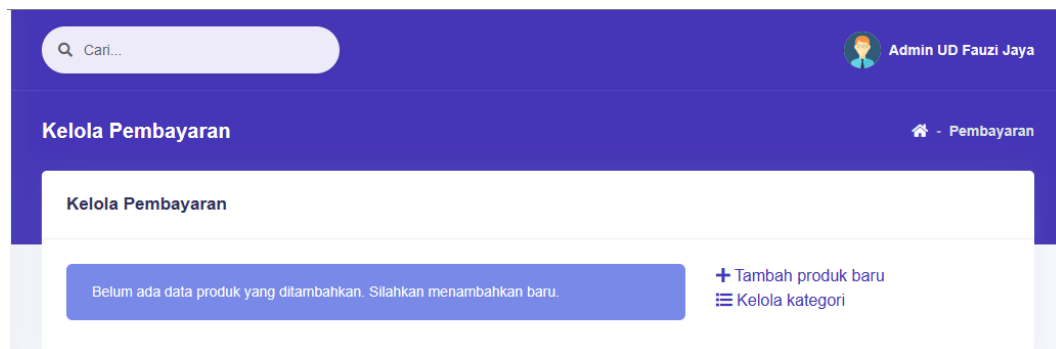 Cari...
Admin UD Fauzi Jaya
Kelola Pembayaran
- Pembayaran
Kelola Pembayaran
Belum ada data produk yang ditambahkan. Silahkan menambahkan baru.
Tambah produk baru
Kelola kategori